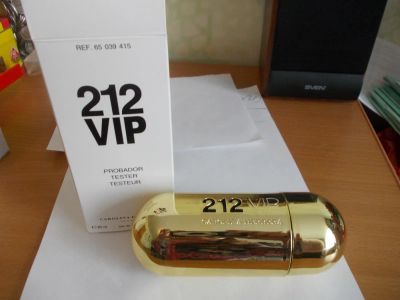 REF. 65 039 415
212
VIP
PROBADOR
TESTER
TESTEUR
212 VIP
SVEN